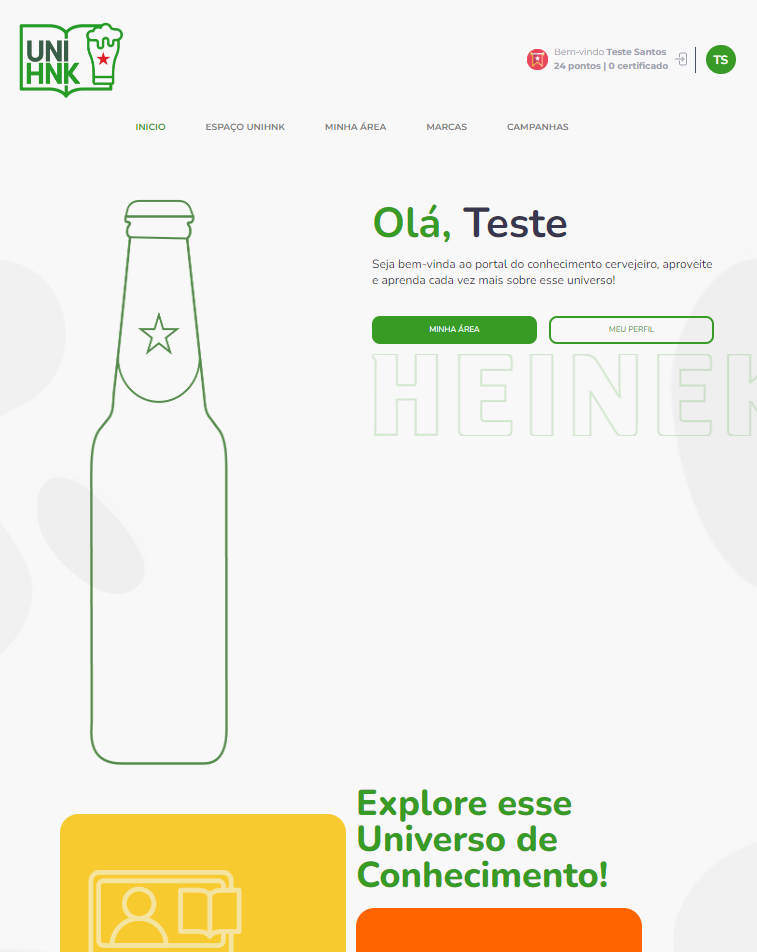 UNI
HNK
Bem-vindo Teste Santos
24 pontos | 0 certificado
TS
INICIO ESPAÇO UNIHNK MINHA ÁREA MARCAS CAMPANHAS
Olá, Teste
Seja bem-vinda ao portal do conhecimento cervejeiro, aproveite
e aprenda cada vez mais sobre esse universo!
MINHA ÁREA MEU PERFIL
HEINEK
Explore esse
Universo de
Conhecimento!